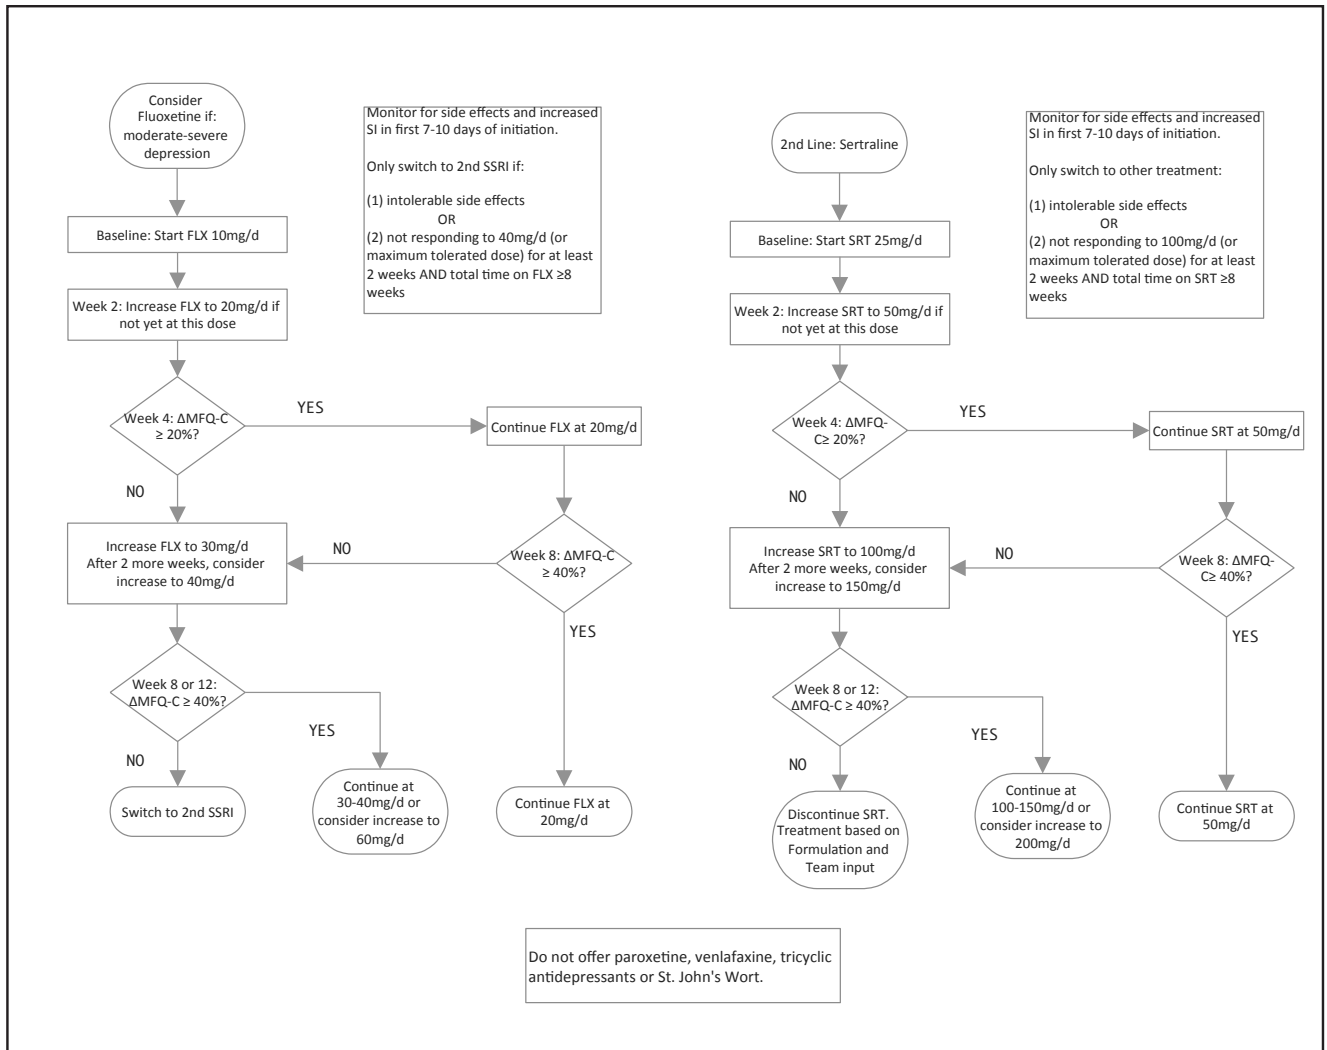 Consider
Fluoxetine if:
moderate-severe
depression
Baseline: Start FLX 10mg/d
Week 2: Increase FLX to 20mg/d if
not yet at this dose
Week 4: ΔMFQ-C
≥ 20%?
YES
Continue FLX at 20mg/d
NO
Increase FLX to 30mg/d
After 2 more weeks, consider
increase to 40mg/d
NO
Week 8: ΔMFQ-C
≥ 40%?
YES
Week 8 or 12:
ΔMFQ-C ≥ 40%?
YES
NO
Switch to 2nd SSRI
Continue at
30-40mg/d or
consider increase to
60mg/d
Continue FLX at
20mg/d
Monitor for side effects and increased
SI in first 7-10 days of initiation.
Only switch to 2nd SSRI if:
(1) intolerable side effects
OR
(2) not responding to 40mg/d (or
maximum tolerated dose) for at least
2 weeks AND total time on FLX ≥8
weeks
2nd Line: Sertraline
Baseline: Start SRT 25mg/d
Week 2: Increase SRT to 50mg/d if
not yet at this dose
Week 4: ΔMFQ-
C≥ 20%?
YES
Continue SRT at 50mg/d
NO
Increase SRT to 100mg/d
After 2 more weeks, consider
increase to 150mg/d
NO
Week 8: ΔMFQ-
C≥ 40%?
YES
Week 8 or 12:
ΔMFQ-C ≥ 40%?
YES
NO
Discontinue SRT.
Treatment based on
Formulation and
Team input
Continue at
100-150mg/d or
consider increase to
200mg/d
Continue SRT at
50mg/d
Monitor for side effects and increased
SI in first 7-10 days of initiation.
Only switch to other treatment:
(1) intolerable side effects
OR
(2) not responding to 100mg/d (or
maximum tolerated dose) for at least
2 weeks AND total time on SRT ≥8
weeks
Do not offer paroxetine, venlafaxine, tricyclic
antidepressants or St. John's Wort.